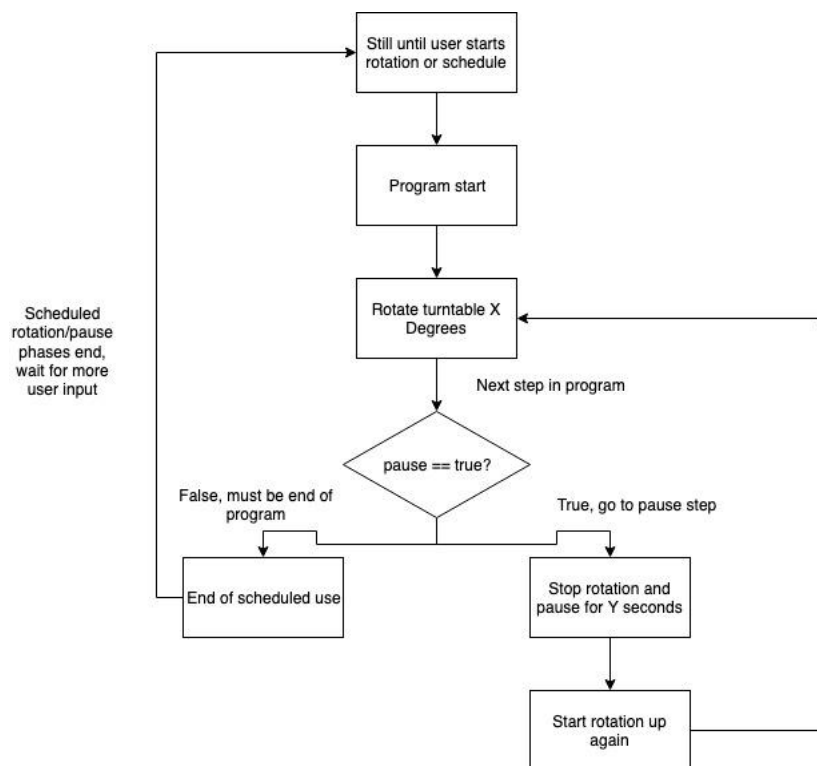 Still until user starts
rotation or schedule
Program start
Rotate turntable X
Degrees
Scheduled
rotation/pause
phases end,
wait for more
user input
Next step in program
pause == true?
False, must be end of
program
True, go to pause step
End of scheduled use
Stop rotation and
pause for Y seconds
Start rotation up
again